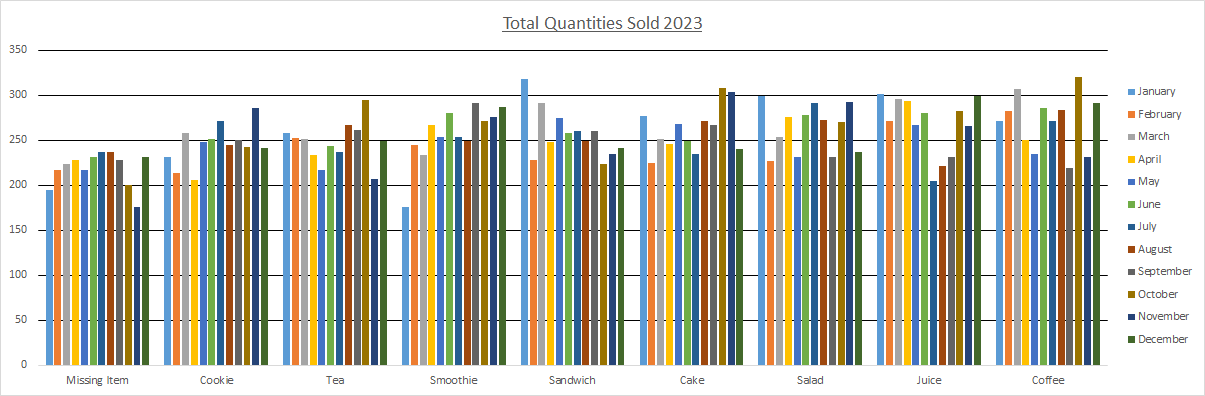 Total Quantities Sold 2023
350
300
250
200
150
100
50
0
Missing Item Cookie Tea Smoothie Sandwich Cake Salad Juice Coffee
January
February
March
April
May
June
July
August
September
October
November
December